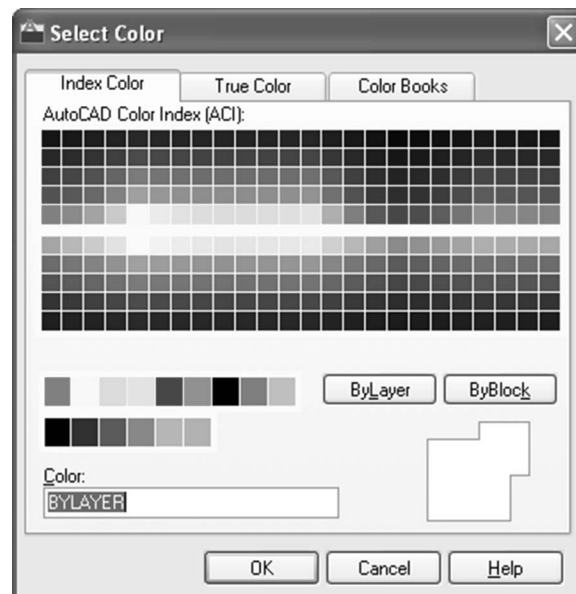 Select Color
Index Color
True Color
Color Books
AutoCAD Color Index (ACI):
ByLayer
ByBlock
Color:
BYLAYER
OK
Cancel
Help